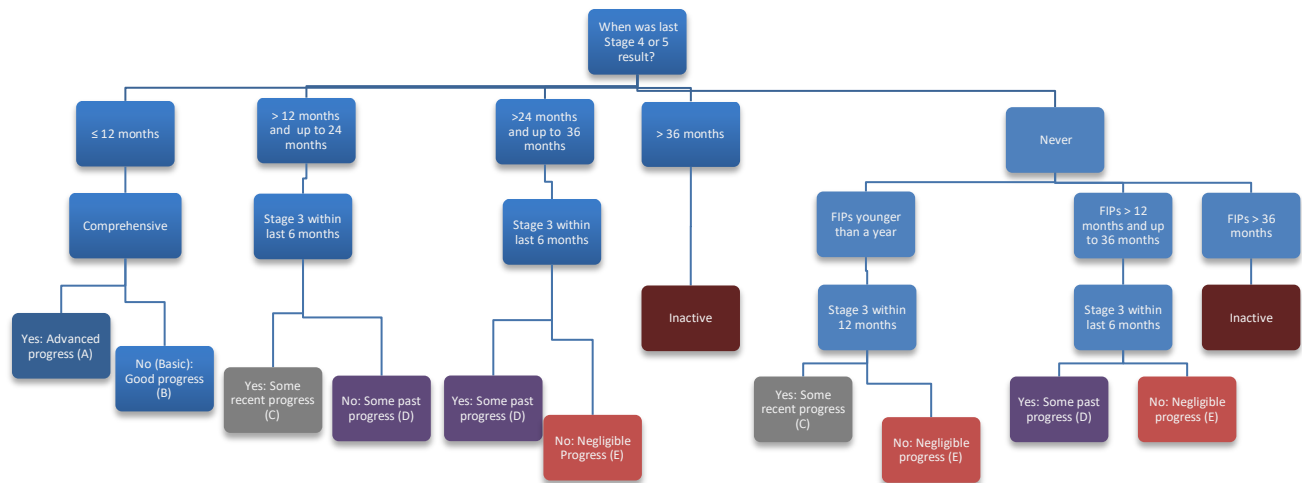 When was last
Stage 4 or 5
result?
≤ 12 months
> 12 months
and up to 24
months
>24 months
and up to 36
months
> 36 months
Never
Comprehensive
Stage 3 within
last 6 months
Stage 3 within
last 6 months
FIPs younger
than a year
FIPs > 12
months and up
to 36 months
FIPs > 36
months
Inactive
Stage 3 within
12 months
Stage 3 within
last 6 months
Inactive
Yes: Advanced
progress (A)
No (Basic):
Good progress
(B)
Yes: Some
recent progress
(C)
No: Some past
progress (D)
Yes: Some past
progress (D)
No: Negligible
Progress (E)
Yes: Some
recent progress
(C)
No: Negligible
progress (E)
Yes: Some past
progress (D)
No: Negligible
progress (E)